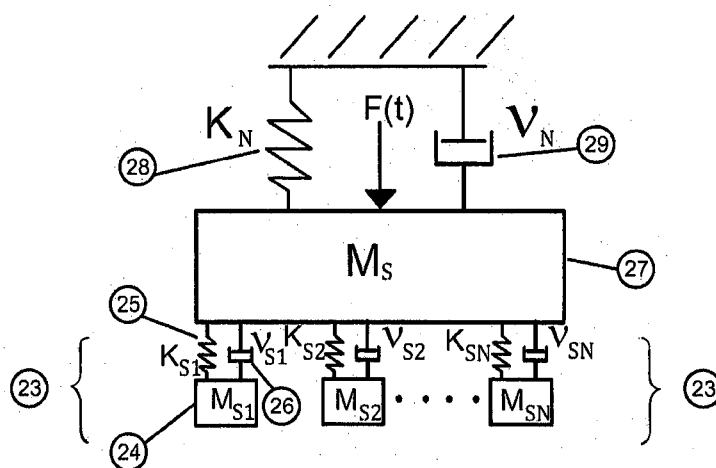 F(t)
K_N
ν_N
28
29
M_S
27
25
K_S1
ν_S1
K_S2
ν_S2
K_SN
ν_SN
23
23
M_S1
26
M_S2
• • • • •
M_SN
24